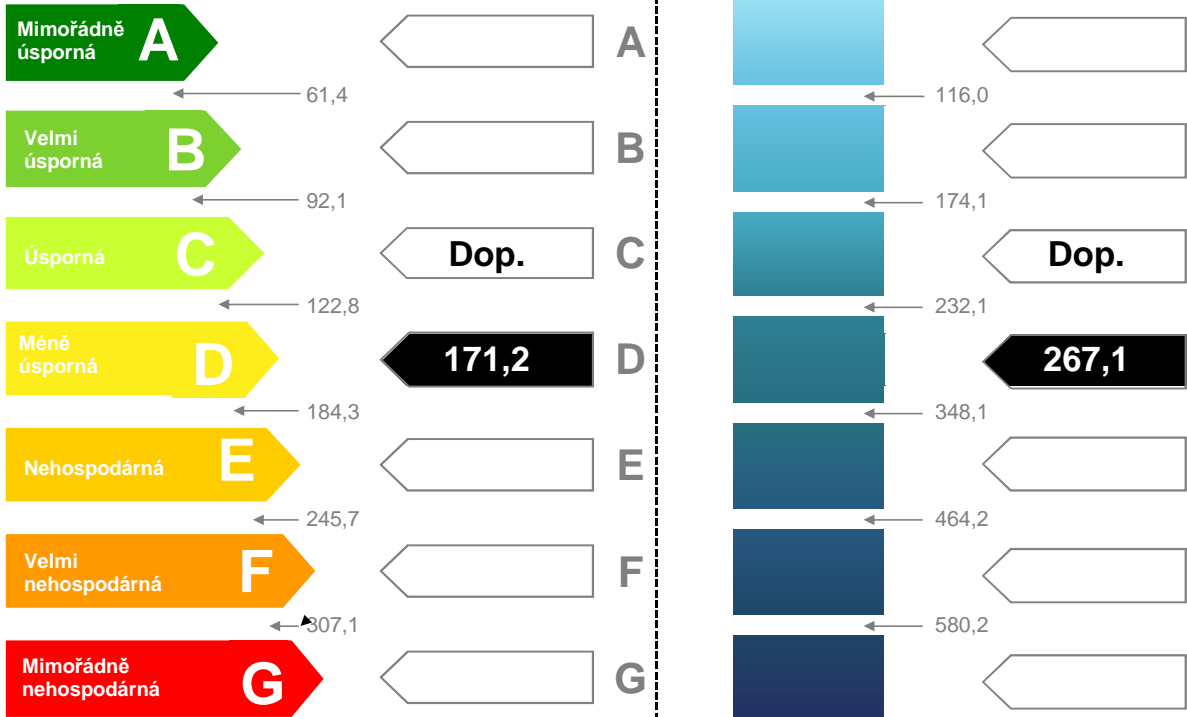 Mimořádně
úsporná
A
A
61,4
116,0
Velmi
úsporná
B
B
92,1
174,1
Úsporná
C
Dop.
C
Dop.
122,8
232,1
Méně
úsporná
D
171,2
D
267,1
184,3
348,1
Nehospodárná
E
E
245,7
464,2
Velmi
nehospodárná
F
F
307,1
580,2
Mimořádně
nehospodárná
G
G